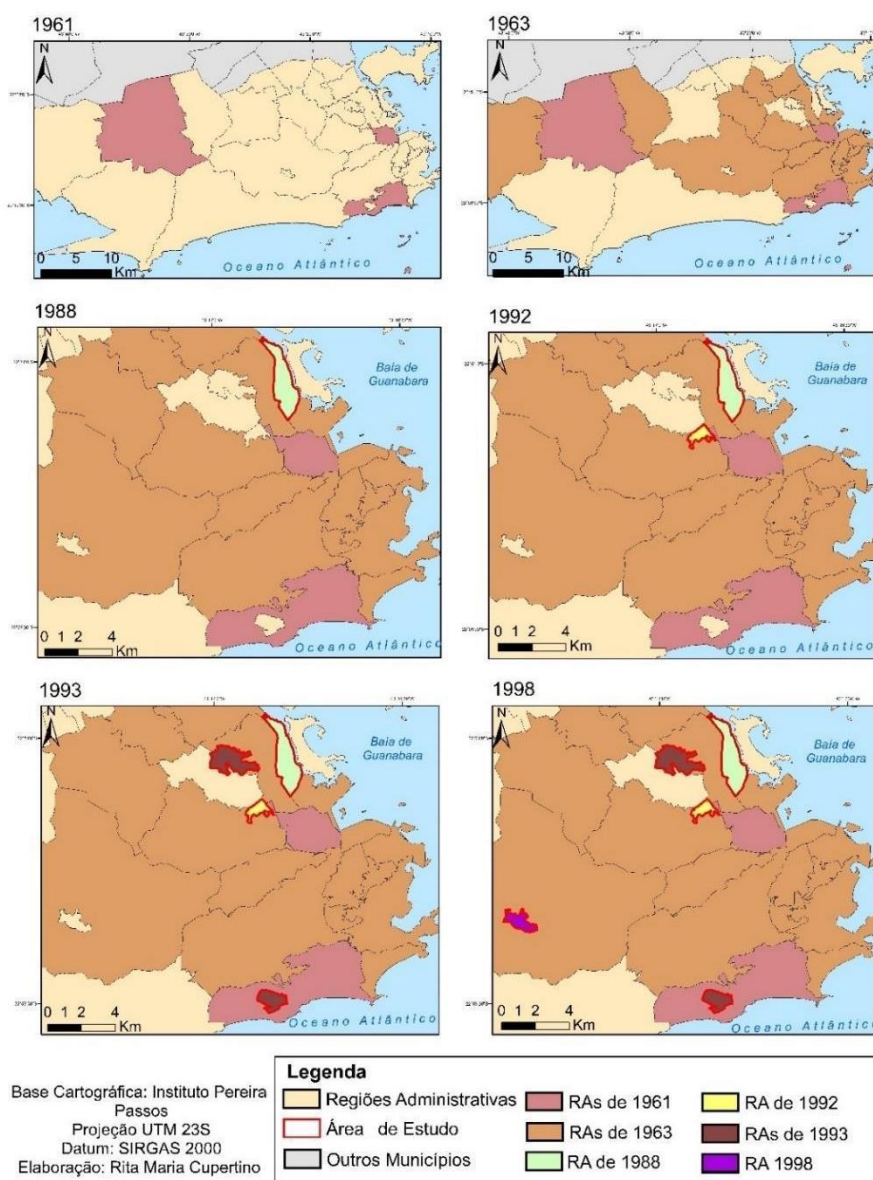 1961
N
Oceano Atlântico
0 5 10
Km
1963
N
Oceano Atlântico
0 5 10
Km
1988
N
Baia de
Guanabara
0 1 2 4
Km
Oceano Atlântico
1992
N
Baia de
Guanabara
0 1 2 4
Km
Oceano Atlântico
1993
N
Baia de
Guanabara
0 1 2 4
Km
Oceano Atlântico
1998
N
Baia de
Guanabara
0 1 2 4
Km
Oceano Atlântico
Base Cartográfica: Instituto Pereira
Passos
Projeção UTM 23S
Datum: SIRGAS 2000
Elaboração: Rita Maria Cupertino
Legenda
Regiões Administrativas
Área de Estudo
Outros Municípios
RAs de 1961
RAs de 1963
RA de 1988
RA de 1992
RAs de 1993
RA 1998